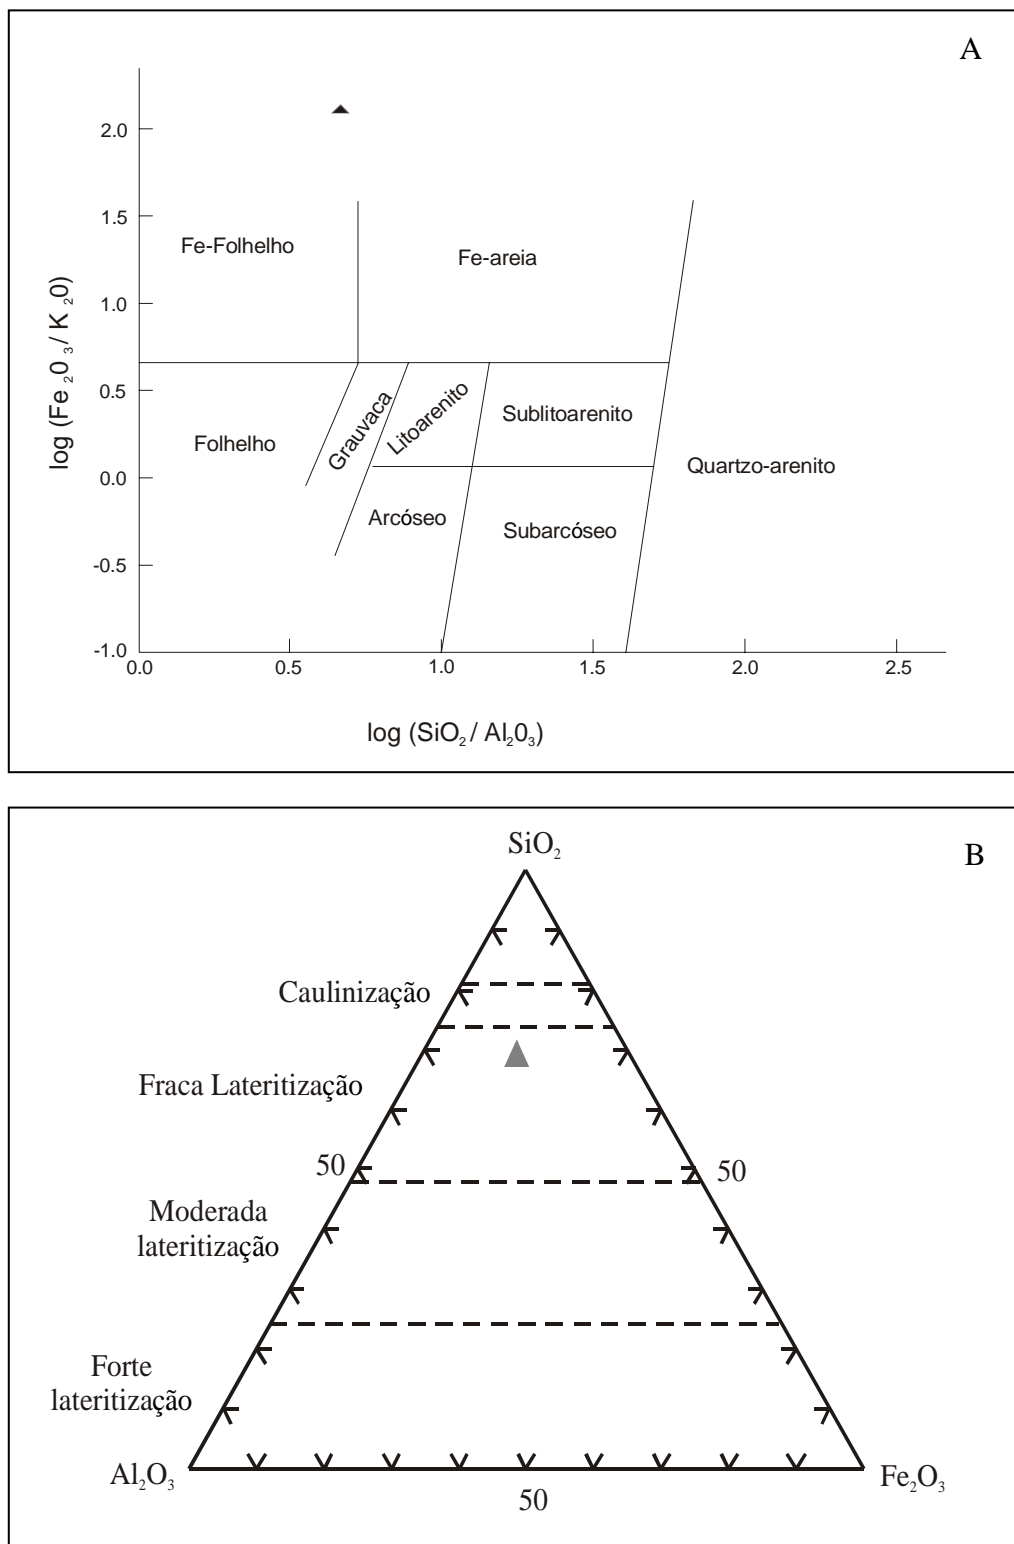 A
2.0
1.5
1.0
0.5
0.0
-0.5
-1.0
log (Fe₂0₃/ K₂0)
Fe-Folhelho
Fe-areia
Folhelho
Grauvaca
Litoarenito
Sublitoarenito
Quartzo-arenito
Arcóseo
Subarcóseo
0.0 0.5 1.0 1.5 2.0 2.5
log (SiO₂/ Al₂0₃)
B
SiO₂
Caulinização
Fraca Lateritização
50 50
Moderada
lateritização
Forte
lateritização
Al₂O₃ Fe₂O₃
50